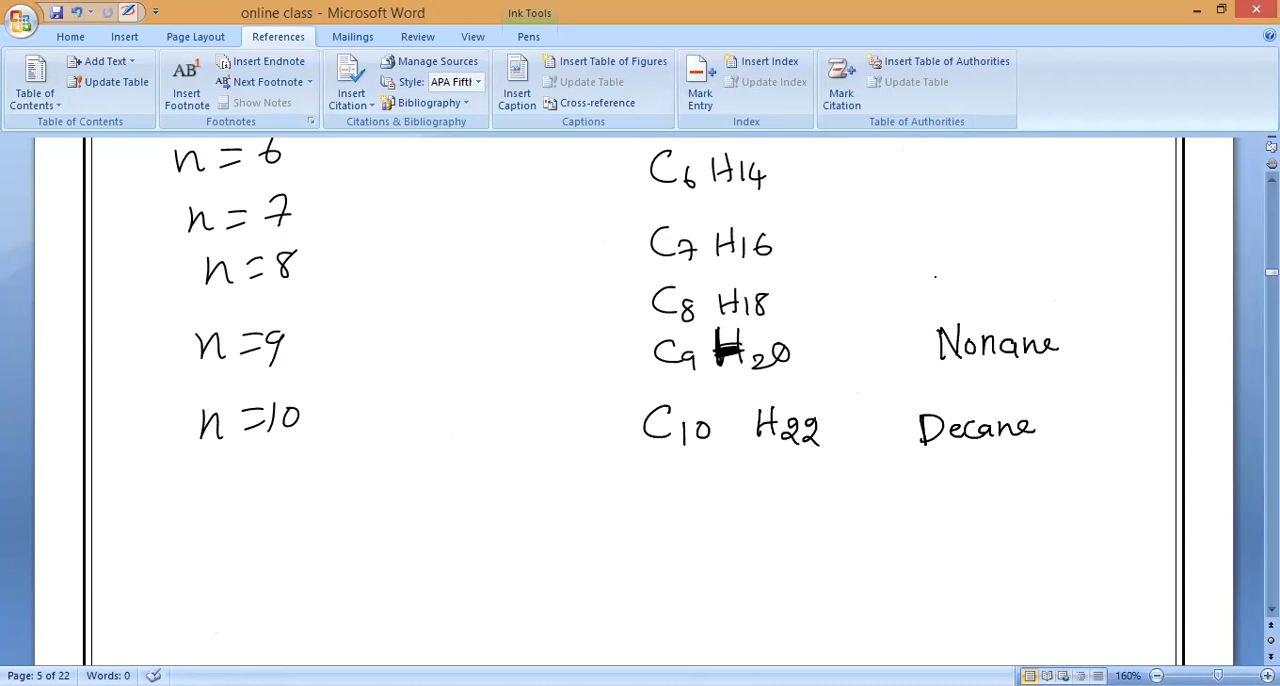 online class - Microsoft Word
Ink Tools
Home Insert Page Layout References Mailings Review View Pens
Table of Contents
Add Text
Update Table
Table of Contents
AB1 Insert Footnote
Insert Endnote
Next Footnote
Show Notes
Footnotes
Insert Citation
Manage Sources
Style: APA Fifth
Bibliography
Citations & Bibliography
Insert Caption
Insert Table of Figures
Update Table
Cross-reference
Captions
Mark Entry
Insert Index
Update Index
Index
Mark Citation
Insert Table of Authorities
Update Table
Table of Authorities
n = 6 C6 H14
n = 7 C7 H16
n = 8 C8 H18
n = 9 C9 H20 Nonane
n = 10 C10 H22 Decane
Page: 5 of 22 Words: 0 160%